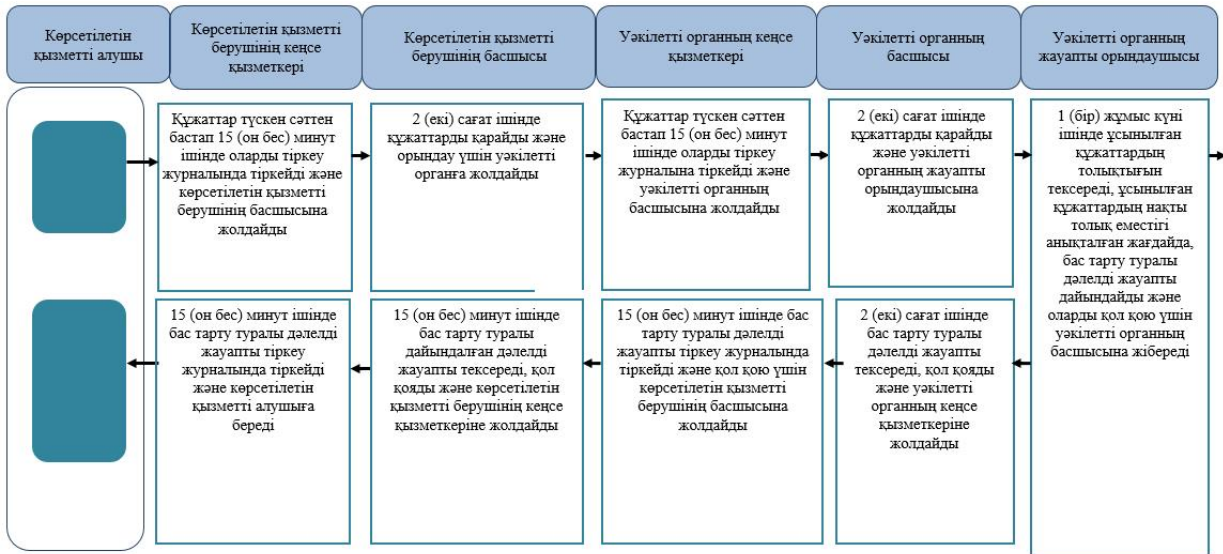 Көрсетілетін
қызметті алушы
Көрсетілетін қызметті
берушінің кеңсе
қызметкері
Көрсетілетін қызметті
берушінің басшысы
Уәкілетті органның кеңсе
қызметкері
Уәкілетті органның
басшысы
Уәкілетті органның
жауапты орындаушысы
Құжаттар түскен сәттен
бастап 15 (он бес) минут
ішінде оларды тіркеу
журналында тіркейді және
көрсетілетін қызметті
берушінің басшысына
жолдайды
2 (екі) сағат ішінде
құжаттарды қарайды және
орындау үшін уәкілетті
органға жолдайды
Құжаттар түскен сәттен
бастап 15 (он бес) минут
ішінде оларды тіркеу
журналына тіркейді және
уәкілетті органның
басшысына жолдайды
2 (екі) сағат ішінде
құжаттарды қарайды
және уәкілетті
органның жауапты
орындаушысына
жолдайды
1 (бір) жұмыс күні
ішінде ұсынылған
құжаттардың
толықтығын
тексереді, ұсынылған
құжаттардың нақты
толық еместігі
анықталған жағдайда,
бас тарту туралы
дәлелді жауапты
дайындайды және
оларды қол қою үшін
уәкілетті органның
басшысына жібереді
15 (он бес) минут ішінде
бас тарту туралы дәлелді
жауапты тіркеу
журналында тіркейді
және көрсетілетін
қызметті алушыға
береді
15 (он бес) минут ішінде
бас тарту туралы
дайындалған дәлелді
жауапты тексереді, қол
қояды және көрсетілетін
қызметті берушінің кеңсе
қызметкеріне жолдайды
15 (он бес) минут ішінде бас
тарту туралы дәлелді
жауапты тіркеу журналында
тіркейді және қол қою үшін
көрсетілетін қызметті
берушінің басшысына
жолдайды
2 (екі) сағат ішінде
бас тарту туралы
дәлелді жауапты
тексереді, қол қояды
және уәкілетті
органның кеңсе
қызметкеріне
жолдайды